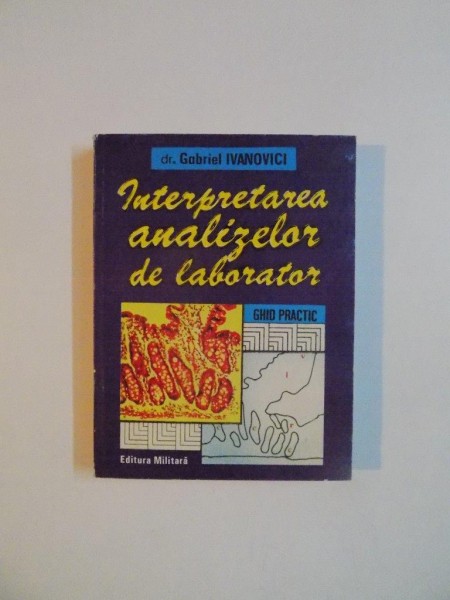 dr. Gabriel IVANOVICI
Interpretarea
analizelor
de laborator
GHID PRACTIC
Editura Militară